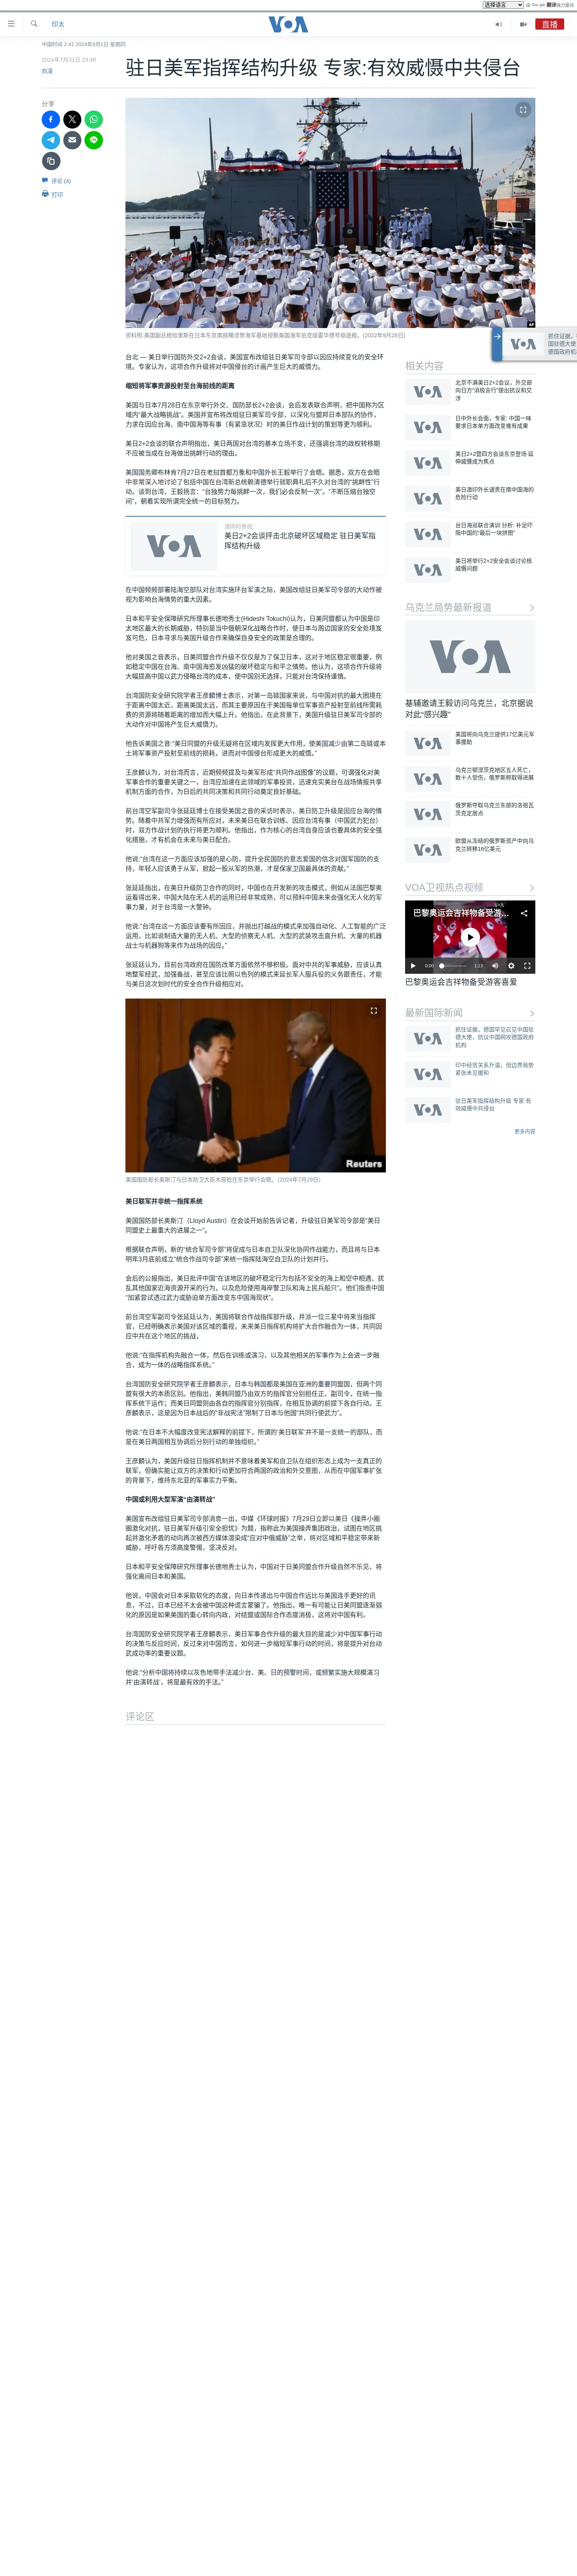 选择语言
由 Google 翻译强力驱动
印太
VOA
直播
中国时间 2:41 2024年8月1日 星期四
2024年7月31日 23:46
驻日美军指挥结构升级 专家:有效威慑中共侵台
分享
评论 (4)
打印
AP
资料照:美国副总统哈里斯在日本东京南部横须贺海军基地视察美国海军伯克级霍华德号驱逐舰。(2022年9月28日)
抓住证据，
国驻德大使
德国政府机
台北 — 美日举行国防外交2+2会谈，美国宣布改组驻日美军司令部以因应持续变化的安全环
境。专家认为，这项合作升级将对中国侵台的计画产生巨大的威慑力。
缩短将军事资源投射至台海前线的距离
美国与日本7月28日在东京举行外交、国防部长2+2会谈，会后发表联合声明，把中国称为区
域内“最大战略挑战”。美国并宣布将改组驻日美军司令部，以深化与盟邦日本部队的协作，
力求在因应台海、南中国海等有事（有紧急状况）时的美日作战计划的策划等更为顺利。
美日2+2会谈的联合声明指出，美日两国对台湾的基本立场不变，还强调台湾的政权转移期
不应被当成在台海做出挑衅行动的理由。
美国国务卿布林肯7月27日在老挝首都万象和中国外长王毅举行了会晤。据悉，双方在会晤
中非常深入地讨论了包括中国在台湾新总统赖清德举行就职典礼后不久对台湾的“挑衅性”行
动。谈到台湾，王毅扬言：“台独势力每挑衅一次，我们必会反制一次”。“不断压缩台独空
间”，朝着实现所谓完全统一的目标努力。
请同时参阅:
美日2+2会谈抨击北京破坏区域稳定 驻日美军指
挥结构升级
在中国频频部署陆海空部队对台湾实施环台军演之际，美国改组驻日美军司令部的大动作被
视为影响台海情势的重大因素。
日本和平安全保障研究所理事长德地秀士(Hideshi Tokuchi)认为，日美同盟都认为中国是印
太地区最大的长期威胁，特别是当中俄朝深化战略合作时，使日本与周边国家的安全处境发
发可危，日本寻求与美国升级合作来确保自身安全的政策是合理的。
他对美国之音表示，日美同盟合作升级不仅仅是为了保卫日本，这对于地区稳定很重要，例
如稳定中国在台海、南中国海愈发凶猛的破坏稳定与和平之情势。他认为，这项合作升级将
大幅提高中国以武力侵略台湾的成本，使中国别无选择，只能对台湾保持谨慎。
台湾国防安全研究院学者王彦麟博士表示，对第一岛链国家来说，与中国对抗的最大困境在
于距离中国太近，距离美国太远，而其主要原因在于美国每单位军事资产投射至前线所需耗
费的资源将随着距离的增加而大幅上升。他指出，在此背景下，美国升级驻日美军司令部的
大动作对中国将产生巨大威慑力。
他告诉美国之音:“美日同盟的升级无疑将在区域内发挥更大作用，使美国减少由第二岛链或本
土将军事资产投射至前线的损耗，进而对中国侵台形成更大的威慑。”
王彦麟认为，对台湾而言，近期频频提及与美军形成“共同作战图像”的议题，可谓强化对美
军事合作的重要关键之一，台湾应加速在此领域的军事投资，迅速充实美台在战场情报共享
机制方面的合作，为日后的共同决策和共同行动奠定良好基础。
前台湾空军副司令张延廷博士在接受美国之音的采访时表示，美日防卫升级是因应台海的情
势。随着中共军力增强而有所应对，未来美日在联合训练、因应台湾有事（中国武力犯台）
时，双方作战计划的执行将更为顺利。他指出，作为核心的台湾自身应该也要具体的安全强
化措施，才有机会在未来与美日配合。
他说:“台湾在这一方面应该加强的是心防，提升全民国防的意志爱国的信念对国军国防的支
持，年轻人应该勇于从军，掀起一股从军的热潮，才是保家卫国最具体的贡献。”
张延廷指出，在美日升级防卫合作的同时，中国也在开发新的攻击模式，例如从法国巴黎奥
运看得出来，中国大陆在无人机的运用已经非常成熟，可以预料中国未来会强化无人机的军
事力量，对于台湾是一大警钟。
他说:“台湾在这一方面应该要有所因应，并抛出打越战的模式来加强自动化、人工智能的广泛
运用，比如说制造大量的无人机、大型的侦察无人机、大型的武装攻击直升机、大量的机器
战士与机器狗等来作为战场的因应。”
张延廷认为，目前台湾政府在国防改革方面依然不够积极。面对中共的军事威胁，应该认真
地整军经武，加强备战，甚至应该比照以色列的模式来延长军人服兵役的义务跟责任，才能
与美日这次划时代的安全合作升级相应对。
Reuters
美国国防部长奥斯汀与日本防卫大臣木原稔在东京举行会晤。（2024年7月29日）
美日联军并非统一指挥系统
美国国防部长奥斯汀（Lloyd Austin）在会谈开始前告诉记者，升级驻日美军司令部是“美日
同盟史上最重大的进展之一”。
根据联合声明，新的“统合军司令部”将促成与日本自卫队深化协同作战能力，而且将与日本
明年3月底前成立“统合作战司令部”来统一指挥陆海空自卫队的计划并行。
会后的公报指出，美日批评中国“在该地区的破坏稳定行为包括不安全的海上和空中相遇、扰
乱其他国家近海资源开采的行为、以及危险使用海岸警卫队和海上民兵船只”。他们指责中国
“加紧尝试透过武力或胁迫单方面改变东中国海现状”。
前台湾空军副司令张延廷认为，美国将联合作战指挥部升级，并派一位三星中将来当指挥
官，已经明确表示美国对该区域的重视。未来美日指挥机构将扩大合作融合为一体，共同因
应中共在这个地区的挑战，
他说:“在指挥机构先融合一体，然后在训练或演习，以及其他相关的军事作为上会进一步融
合，成为一体的战略指挥系统。”
台湾国防安全研究院学者王彦麟表示，日本与韩国都是美国在亚洲的重要同盟国，但两个同
盟有很大的本质区别。他指出，美韩同盟乃由双方的指挥官分别担任正、副司令，在统一指
挥系统下运作；而美日同盟则由各自的指挥官分别指挥，在相互协调的前提下各自行动。王
彦麟表示，这是因为日本战后的“非战宪法”限制了日本与他国“共同行使武力”。
他说:“在日本不大幅度改变宪法解释的前提下，所谓的‘美日联军’并不是一支统一的部队，而
是在美日两国相互协调后分别行动的单独组织。”
王彦麟认为，美国升级驻日指挥机制并不意味着美军和自卫队在组织形态上成为一支真正的
联军，但确实能让双方的决策和行动更加符合两国的政治和外交意图，从而在中国军事扩张
的背景下，维持东北亚的军事实力平衡。
中国或利用大型军演“由演转战”
美国宣布改组驻日美军司令部消息一出，中媒《环球时报》7月29日立即以美日《操弄小圈
圈激化对抗，驻日美军升级引安全担忧》为题，指称此为美国操弄集团政治，试图在地区挑
起并激化矛盾的动向再次被西方媒体渲染成“应对中俄威胁”之举，将对区域和平稳定带来新
威胁，呼吁各方须高度警惕，坚决反对。
日本和平安全保障研究所理事长德地秀士认为，中国对于日美同盟合作升级自然不乐见，将
强化离间日本和美国。
他说，中国会对日本采取软化的态度，向日本传递出与中国合作远比与美国连手更好的讯
息，不过，日本已经不太会被中国这种谎言蒙骗了。他指出，唯一有可能让日美同盟逐渐弱
化的原因是如果美国的重心转向内政，对结盟或国际合作态度消极，这将对中国有利。
台湾国防安全研究院学者王彦麟表示，美日军事合作升级的最大目的是减少对中国军事行动
的决策与反应时间，反过来对中国而言，如何进一步缩短军事行动的时间，将是提升对台动
武成功率的重要议题。
他说:“分析中国将持续以灰色地带手法减少台、美、日的预警时间，或频繁实施大规模演习
并‘由演转战’，将是最有效的手法。”
评论区
相关内容
北京不满美日2+2会议，外交部
向日方“消极言行”提出抗议和交
涉
日中外长会面，专家: 中国一味
要求日本单方面改变难有成果
美日2+2暨四方会谈东京登场 延
伸威慑成为焦点
美日澳印外长谴责在南中国海的
危险行动
台日海巡联合演训 分析: 补足吓
阻中国的“最后一块拼图”
美日将举行2+2安全会谈讨论核
威慑问题
乌克兰局势最新报道
基辅邀请王毅访问乌克兰，北京据说
对此“感兴趣”
美国将向乌克兰提供17亿美元军
事援助
乌克兰顿涅茨克地区五人死亡，
数十人受伤，俄罗斯称取得进展
俄罗斯夺取乌克兰东部的洛祖瓦
茨克定居点
欧盟从冻结的俄罗斯资产中向乌
克兰转移16亿美元
VOA卫视热点视频
巴黎奥运会吉祥物备受游...
0:00
1:13
巴黎奥运会吉祥物备受游客喜爱
最新国际新闻
抓住证据，德国罕见召见中国驻
德大使，抗议中国网攻德国政府
机构
印中经贸关系升温，但边界局势
紧张未见缓和
驻日美军指挥结构升级 专家:有
效威慑中共侵台
更多内容